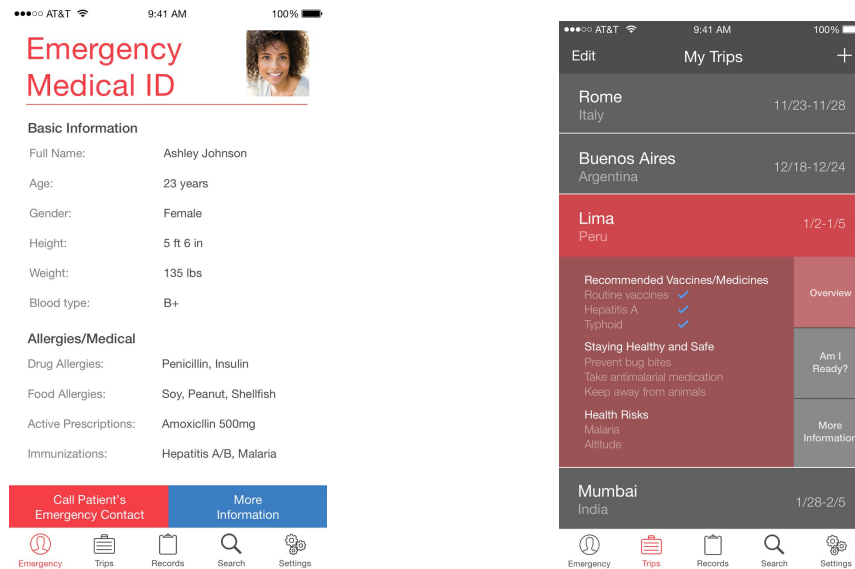 AT&T 9:41 AM 100%
Emergency
Medical ID
Basic Information
Full Name: Ashley Johnson
Age: 23 years
Gender: Female
Height: 5 ft 6 in
Weight: 135 lbs
Blood type: B+
Allergies/Medical
Drug Allergies: Penicillin, Insulin
Food Allergies: Soy, Peanut, Shellfish
Active Prescriptions: Amoxicllin 500mg
Immunizations: Hepatitis A/B, Malaria
Call Patient's
Emergency Contact
More
Information
Emergency Trips Records Search Settings
AT&T 9:41 AM 100%
Edit My Trips +
Rome
Italy
11/23-11/28
Buenos Aires
Argentina
12/18-12/24
Lima
Peru
1/2-1/5
Recommended Vaccines/Medicines
Routine vaccines
Hepatitis A
Typhoid
Staying Healthy and Safe
Prevent bug bites
Take antimalarial medication
Keep away from animals
Health Risks
Malaria
Altitude
Overview
Am I
Ready?
More
Information
Mumbai
India
1/28-2/5
Emergency Trips Records Search Settings